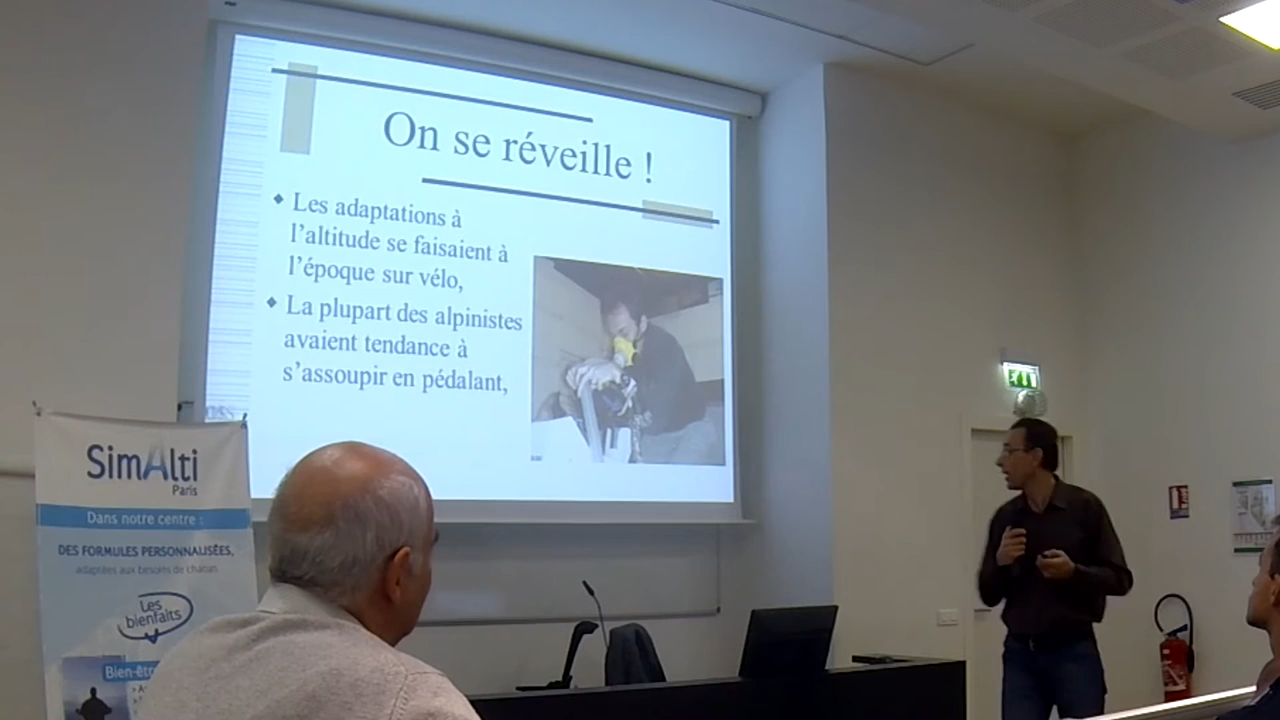 On se réveille !
Les adaptations à
l'altitude se faisaient à
l'époque sur vélo,
La plupart des alpinistes
avaient tendance à
s'assoupir en pédalant,
SimAlti
Paris
Dans notre centre :
DES FORMULES PERSONNALISÉES,
adaptées aux besoins de chacun
Les
bienfaits
Bien-être